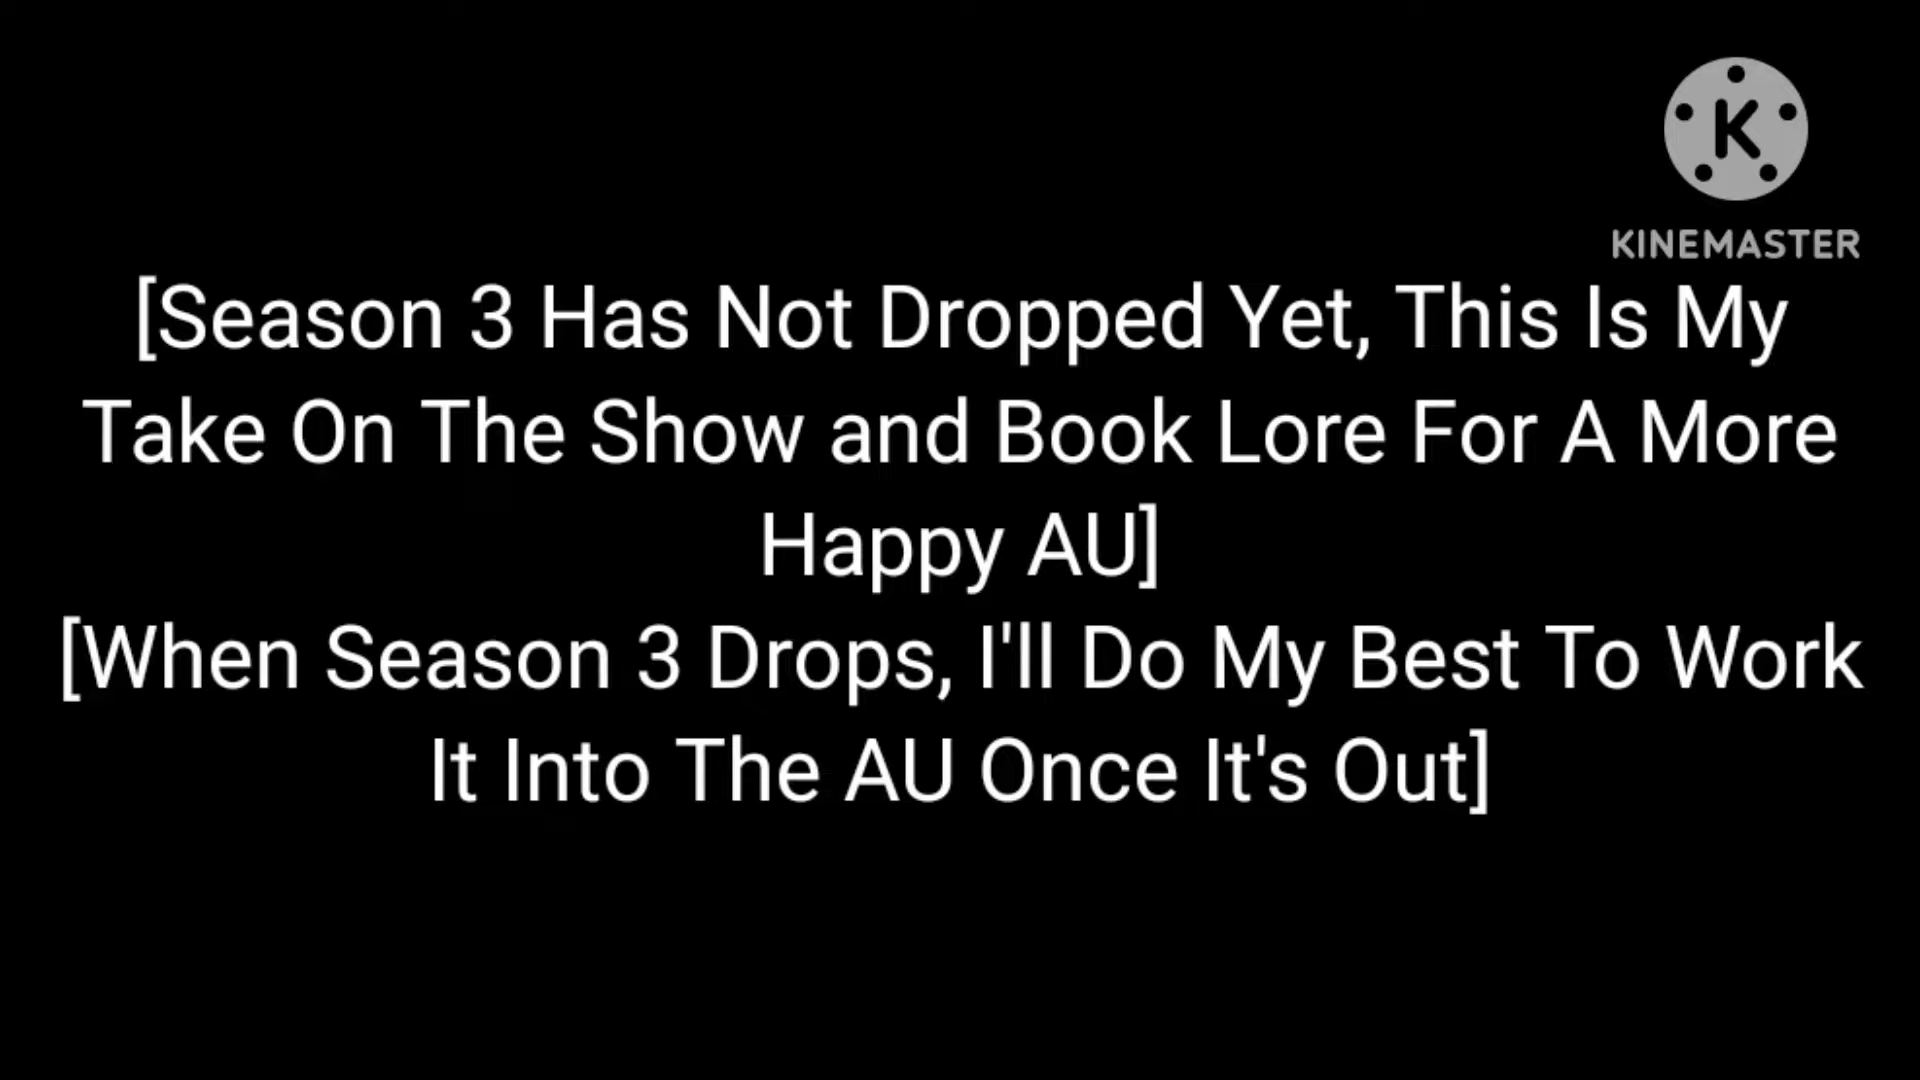 KINEMASTER
[Season 3 Has Not Dropped Yet, This Is My
Take On The Show and Book Lore For A More
Happy AU]
[When Season 3 Drops, I'll Do My Best To Work
It Into The AU Once It's Out]